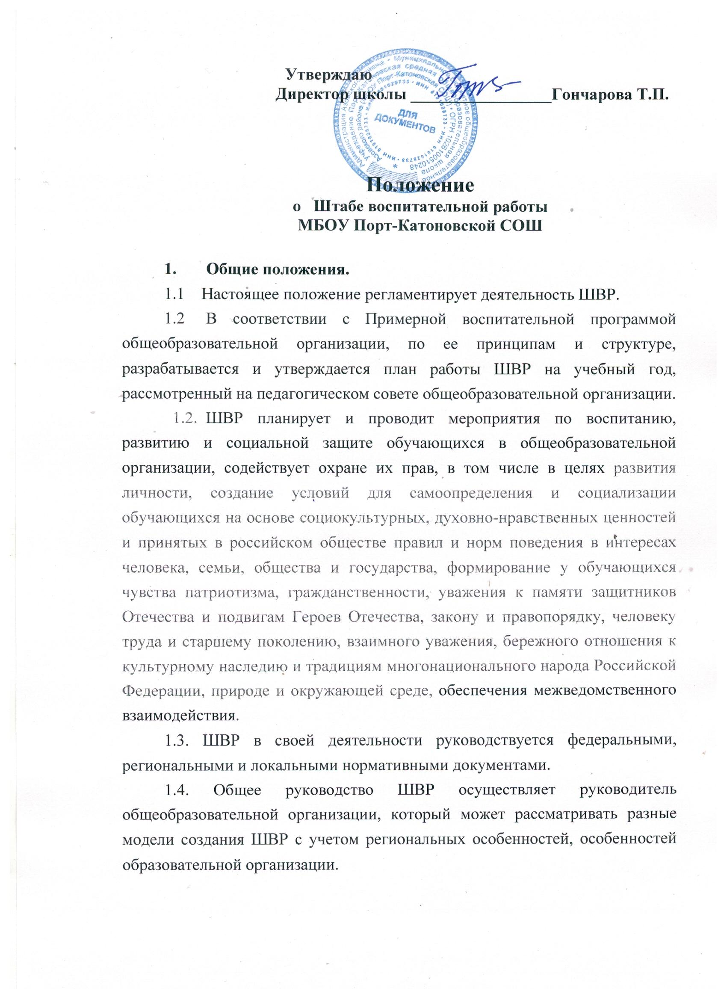 Утверждаю
Директор школы _________________Гончарова Т.П.
ДЛЯ
ДОКУМЕНТОВ
Положение
о Штабе воспитательной работы
МБОУ Порт-Катоновской СОШ
1. Общие положения.
1.1 Настоящее положение регламентирует деятельность ШВР.
1.2 В соответствии с Примерной воспитательной программой
общеобразовательной организации, по ее принципам и структуре,
разрабатывается и утверждается план работы ШВР на учебный год,
рассмотренный на педагогическом совете общеобразовательной организации.
1.2. ШВР планирует и проводит мероприятия по воспитанию,
развитию и социальной защите обучающихся в общеобразовательной
организации, содействует охране их прав, в том числе в целях развития
личности, создание условий для самоопределения и социализации
обучающихся на основе социокультурных, духовно-нравственных ценностей
и принятых в российском обществе правил и норм поведения в интересах
человека, семьи, общества и государства, формирование у обучающихся
чувства патриотизма, гражданственности, уважения к памяти защитников
Отечества и подвигам Героев Отечества, закону и правопорядку, человеку
труда и старшему поколению, взаимного уважения, бережного отношения к
культурному наследию и традициям многонационального народа Российской
Федерации, природе и окружающей среде, обеспечения межведомственного
взаимодействия.
1.3. ШВР в своей деятельности руководствуется федеральными,
региональными и локальными нормативными документами.
1.4. Общее руководство ШВР осуществляет руководитель
общеобразовательной организации, который может рассматривать разные
модели создания ШВР с учетом региональных особенностей, особенностей
образовательной организации.